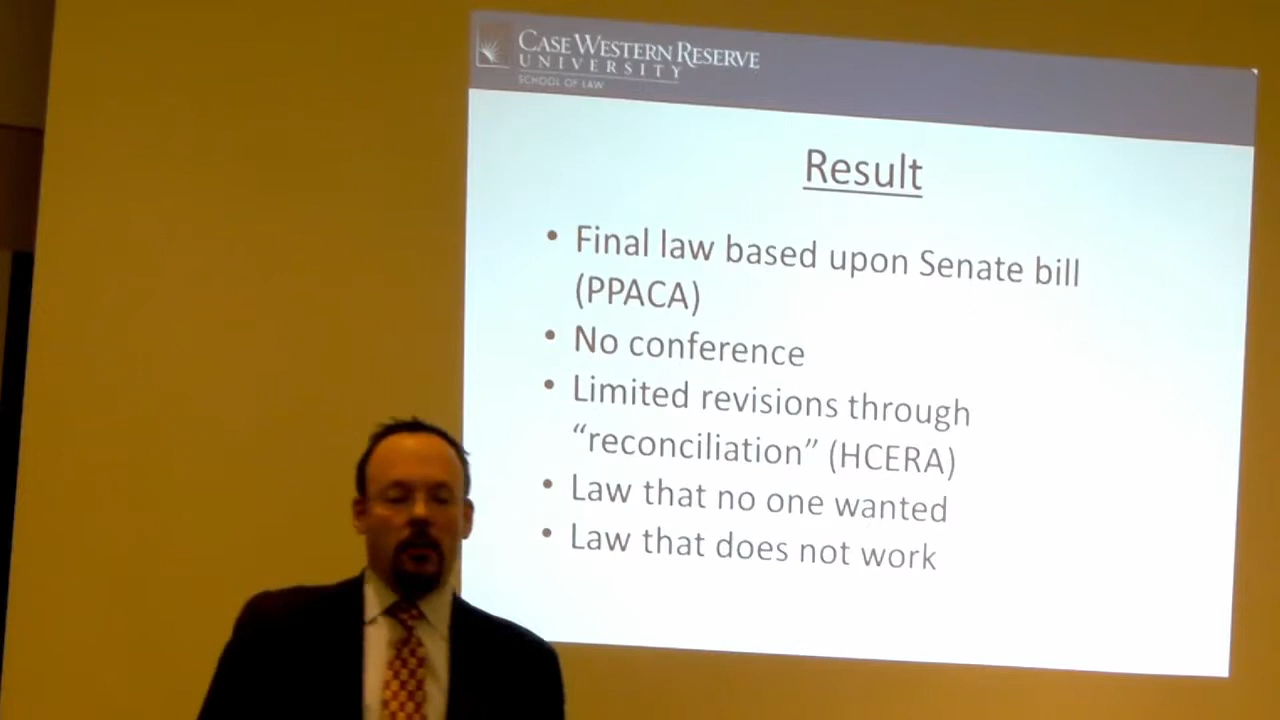 CASE WESTERN RESERVE
UNIVERSITY
SCHOOL OF LAW
Result
• Final law based upon Senate bill
(PPACA)
• No conference
• Limited revisions through
“reconciliation” (HCERA)
• Law that no one wanted
• Law that does not work